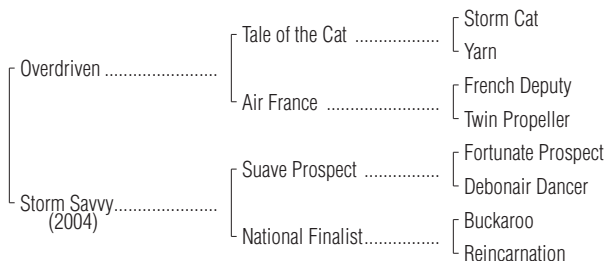 Storm Cat
Tale of the Cat ..................
Yarn
Overdriven ........................
French Deputy
Air France ........................
Twin Propeller
Fortunate Prospect
Suave Prospect ................
Debonair Dancer
Storm Savvy......................
(2004)
Buckaroo
National Finalist................
Reincarnation